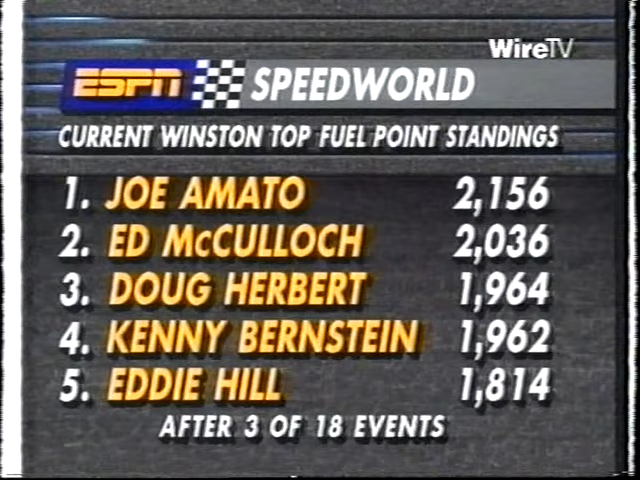 WireTV
ESPN SPEEDWORLD
CURRENT WINSTON TOP FUEL POINT STANDINGS
1. JOE AMATO 2,156
2. ED McCULLOCH 2,036
3. DOUG HERBERT 1,964
4. KENNY BERNSTEIN 1,962
5. EDDIE HILL 1,814
AFTER 3 OF 18 EVENTS